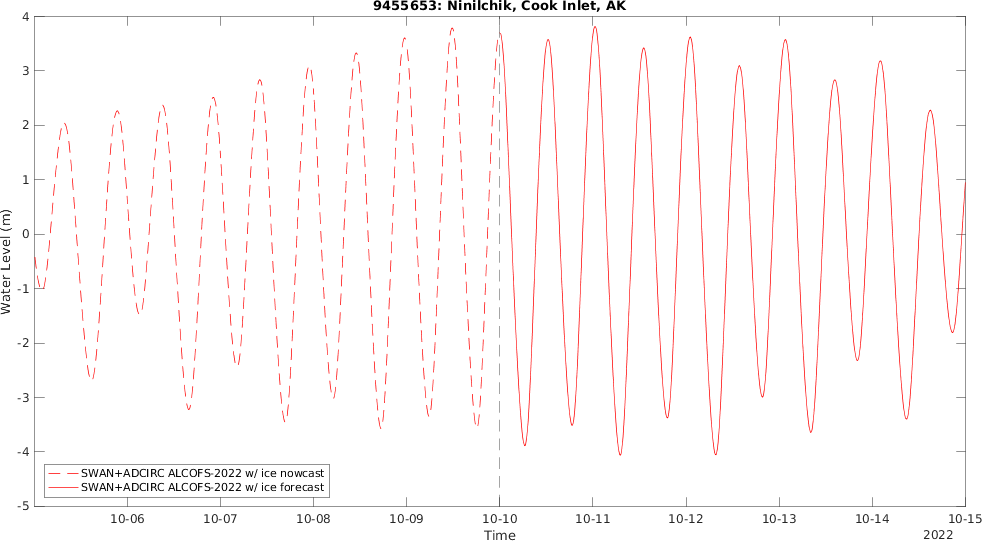 9455653: Ninilchik, Cook Inlet, AK
4
3
2
1
0
-1
-2
-3
-4
-5
Water Level (m)
SWAN+ADCIRC ALCOFS-2022 w/ ice nowcast
SWAN+ADCIRC ALCOFS-2022 w/ ice forecast
10-06 10-07 10-08 10-09 10-10 10-11 10-12 10-13 10-14 10-15
Time
2022